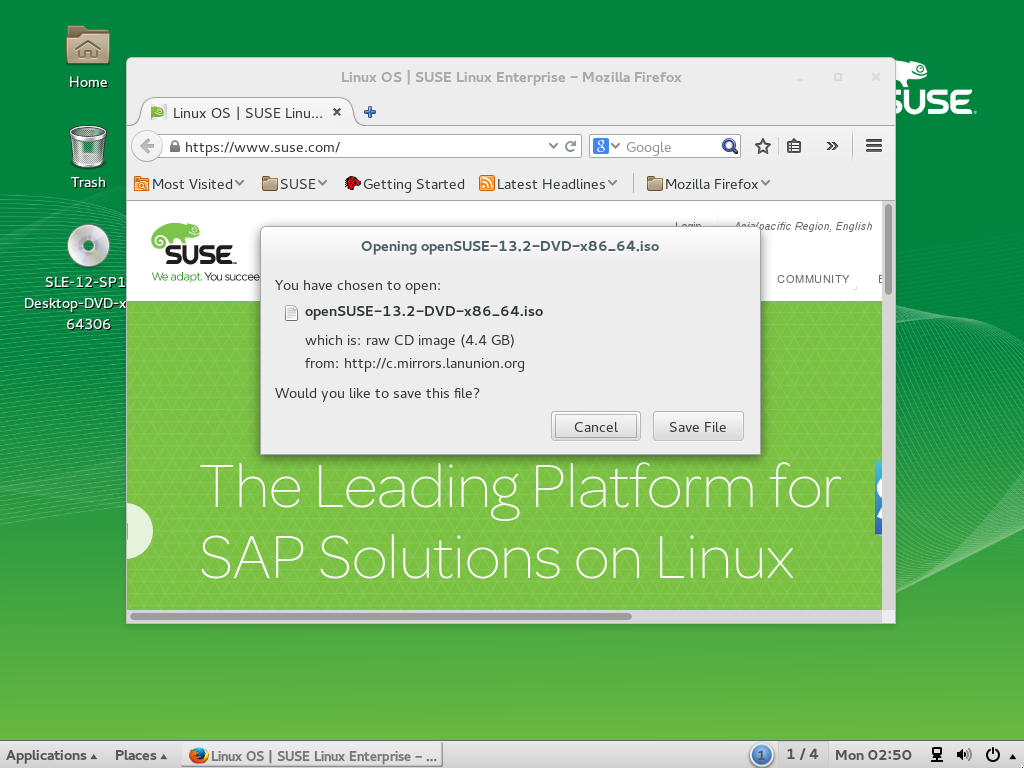 Home
Trash
SLE-12-SP1
Desktop-DVD-x
64306
SUSE
Linux OS | SUSE Linux Enterprise - Mozilla Firefox
Linux OS | SUSE Linu...
https://www.suse.com/
8 Google
Most Visited SUSE Getting Started Latest Headlines Mozilla Firefox
Login Asia/pacific Region, English
SUSE
We adapt. You succee
COMMUNITY
Opening openSUSE-13.2-DVD-x86_64.iso
You have chosen to open:
openSUSE-13.2-DVD-x86_64.iso
which is: raw CD image (4.4 GB)
from: http://c.mirrors.lanunion.org
Would you like to save this file?
Cancel Save File
The Leading Platform for
SAP Solutions on Linux
Applications Places Linux OS | SUSE Linux Enterprise - ... 1 1 / 4 Mon 02:50